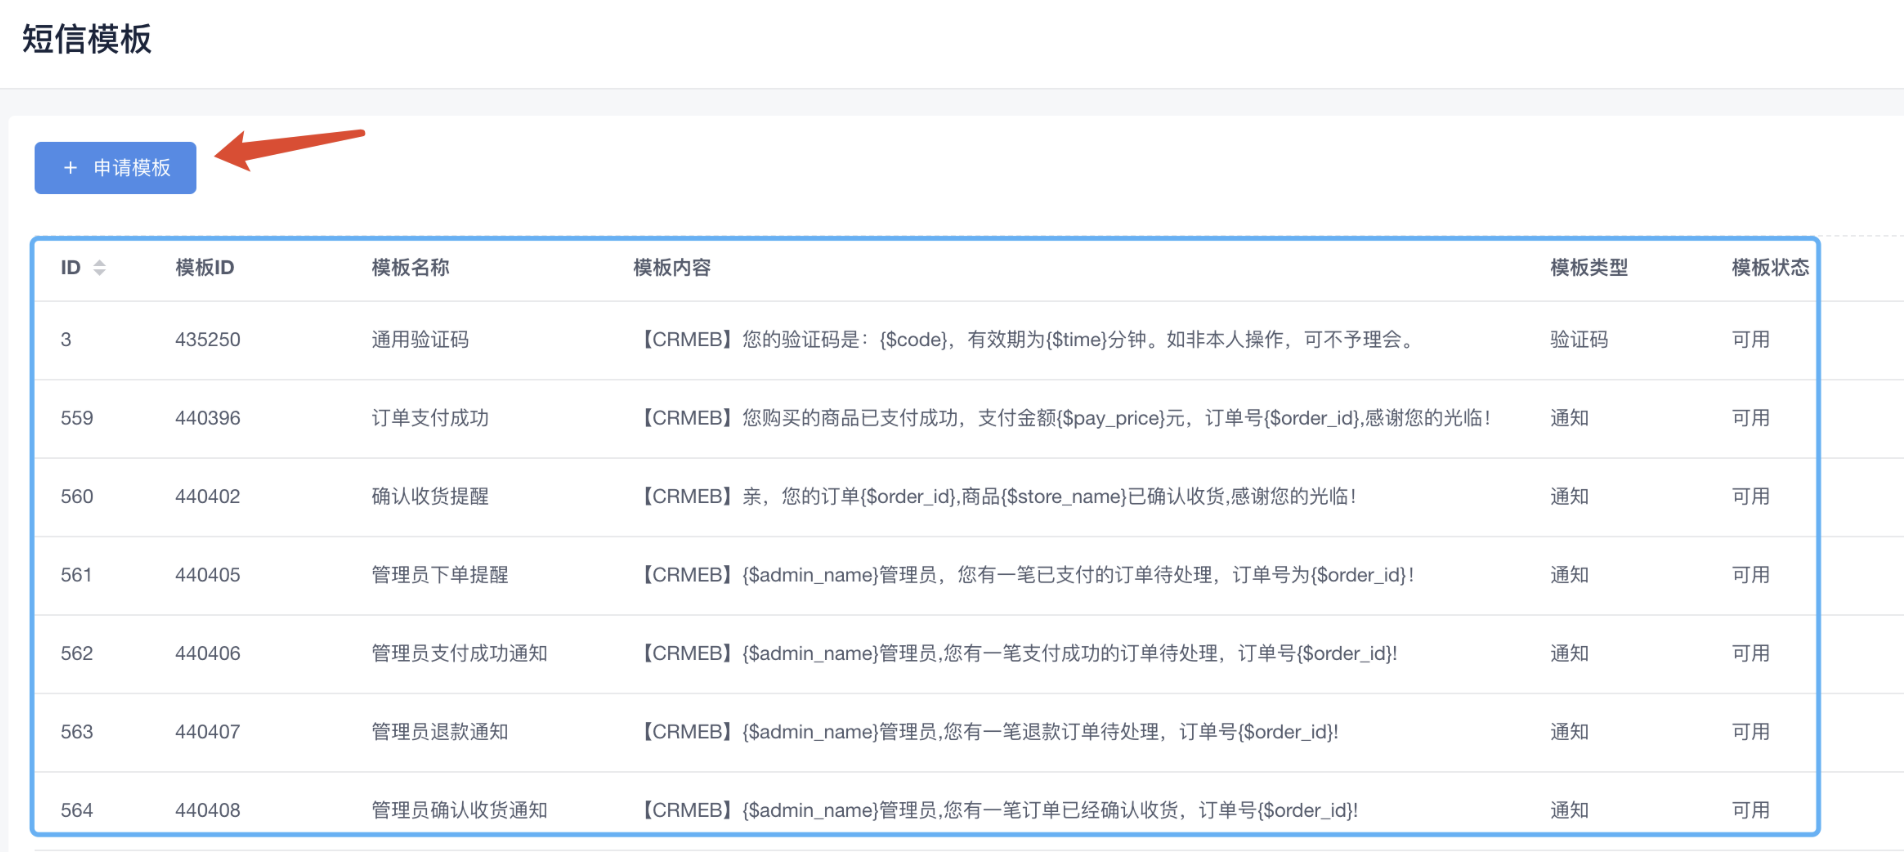 短信模板
+ 申请模板
ID 模板ID 模板名称 模板内容 模板类型 模板状态
3 435250 通用验证码 【CRMEB】您的验证码是：{$code}，有效期为{$time}分钟。如非本人操作，可不予理会。 验证码 可用
559 440396 订单支付成功 【CRMEB】您购买的商品已支付成功，支付金额{$pay_price}元，订单号{$order_id},感谢您的光临！ 通知 可用
560 440402 确认收货提醒 【CRMEB】亲，您的订单{$order_id},商品{$store_name}已确认收货,感谢您的光临！ 通知 可用
561 440405 管理员下单提醒 【CRMEB】{$admin_name}管理员，您有一笔已支付的订单待处理，订单号为{$order_id}！ 通知 可用
562 440406 管理员支付成功通知 【CRMEB】{$admin_name}管理员,您有一笔支付成功的订单待处理，订单号{$order_id}! 通知 可用
563 440407 管理员退款通知 【CRMEB】{$admin_name}管理员,您有一笔退款订单待处理，订单号{$order_id}! 通知 可用
564 440408 管理员确认收货通知 【CRMEB】{$admin_name}管理员,您有一笔订单已经确认收货，订单号{$order_id}! 通知 可用